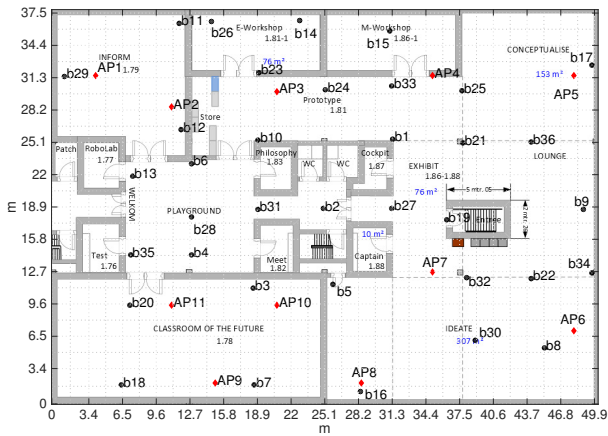 37.5
34.4
31.3
28.2
25.1
22
18.9
15.8
12.7
9.6
6.5
3.4
0
m
b11
b26
E-Workshop
1.81-1
b14
M-Workshop
1.86-1
b15
CONCEPTUALISE
153 m²
b17
INFORM
1.79
b29
AP1
76 m²
b23
AP4
AP5
AP2
AP3
b24
b33
b25
Prototype
1.81
Store
b12
b10
b1
b21
b36
Patch
RoboLab
1.77
b6
Philosophy
1.83
WC
WC
Cockpit
1.87
EXHIBIT
1.86-1.88
LOUNGE
b13
WELKOM
76 m²
5 mtr. 05
PLAYGROUND
b31
b2
b27
b19
Entree
b9
b28
10 m²
Test
1.76
b35
b4
Meet
1.82
Captain
1.88
AP7
b32
b22
b34
b3
b5
b20
AP11
AP10
CLASSROOM OF THE FUTURE
1.78
IDEATE
307 m²
b30
AP6
b8
b18
AP9
b7
AP8
b16
0.0 3.4 6.5 9.6 12.7 15.8 18.9 22 25.1 28.2 31.3 34.4 37.5 40.6 43.7 46.8 49.9
m